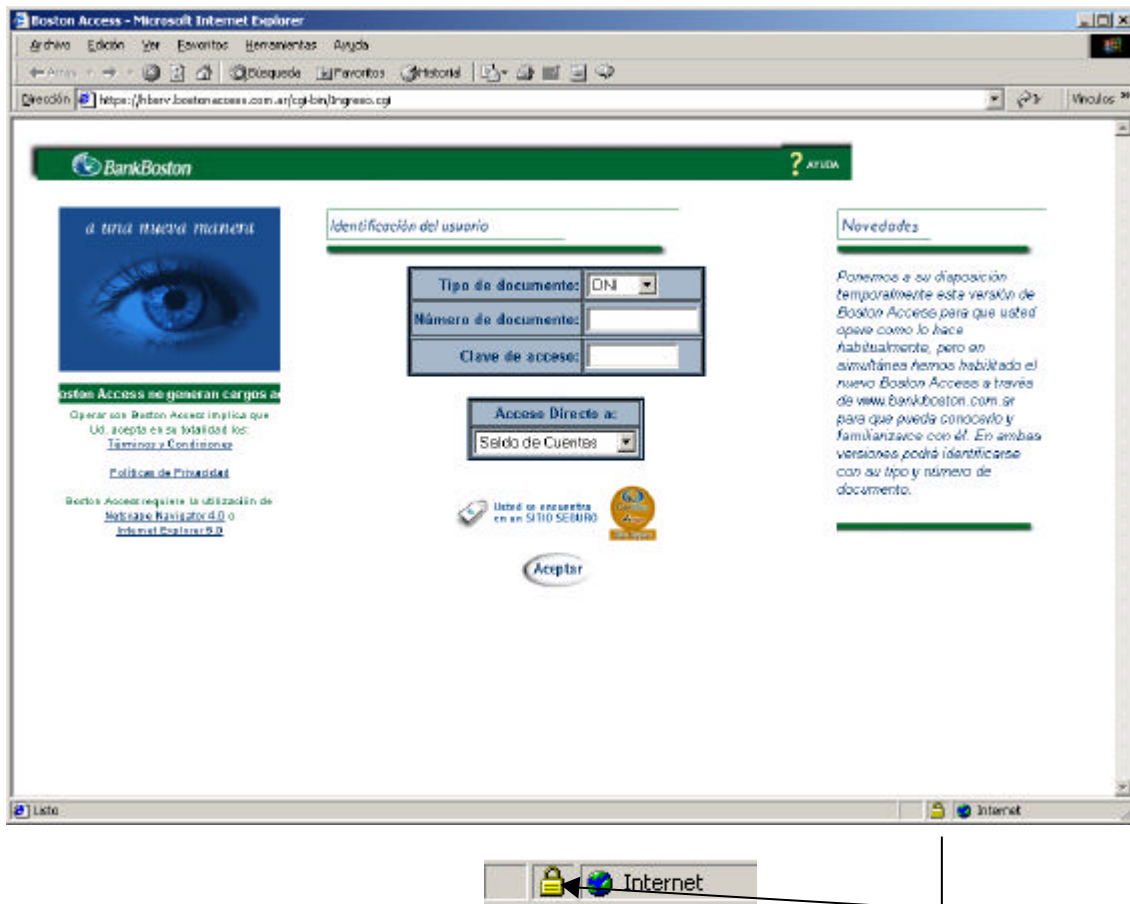 Boston Access - Microsoft Internet Explorer
Archivo Edición Ver Favoritos Herramientas Ayuda
Atrás Búsqueda Favoritos Historial
Dirección https://hbserv.bostonaccess.com.ar/cgi-bin/Ingreso.cgi Vínculos »
BankBoston
? AYUDA
a una nueva manera
oston Access no generan cargos a
Operar con Boston Access implica que
Ud. acepta en su totalidad los:
Términos y Condiciones
Políticas de Privacidad
Boston Access requiere la utilización de
Netscape Navigator 4.0 o
Internet Explorer 5.0
Identificación del usuario
Tipo de documento: DNI
Número de documento:
Clave de acceso:
Acceso Directo a:
Saldo de Cuentas
Usted se encuentra
en un SITIO SEGURO
Aceptar
Novedades
Ponemos a su disposición
temporalmente esta versión de
Boston Access para que usted
opere como lo hace
habitualmente, pero en
simultánea hemos habilitado el
nuevo Boston Access a través
de www.bankboston.com.ar
para que pueda conocerlo y
familiarizarce con él. En ambas
versiones podrá identificarse
con su tipo y número de
documento.
Listo Internet
Internet